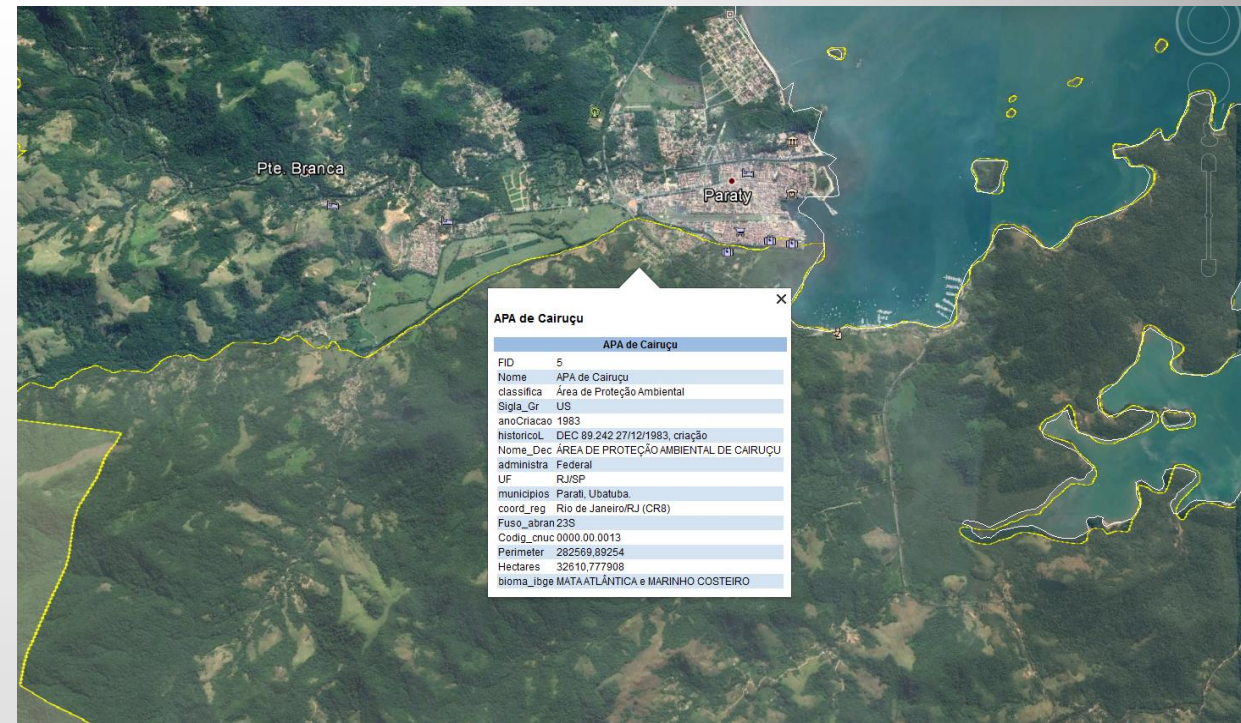 Pte. Branca
Paraty
APA de Cairuçu
APA de Cairuçu
FID 5
Nome APA de Cairuçu
classifica Área de Proteção Ambiental
Sigla_Gr US
anoCriacao 1983
historicoL DEC 89.242 27/12/1983, criação
Nome_Dec ÁREA DE PROTEÇÃO AMBIENTAL DE CAIRUÇU
administra Federal
UF RJ/SP
municipios Parati, Ubatuba.
coord_reg Rio de Janeiro/RJ (CR8)
Fuso_abran 23S
Codig_cnuc 0000.00.0013
Perimeter 282569,89254
Hectares 32610,777908
bioma_ibge MATA ATLÂNTICA e MARINHO COSTEIRO